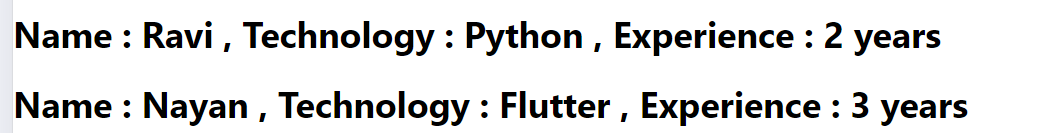 Name : Ravi , Technology : Python , Experience : 2 years
Name : Nayan , Technology : Flutter , Experience : 3 years